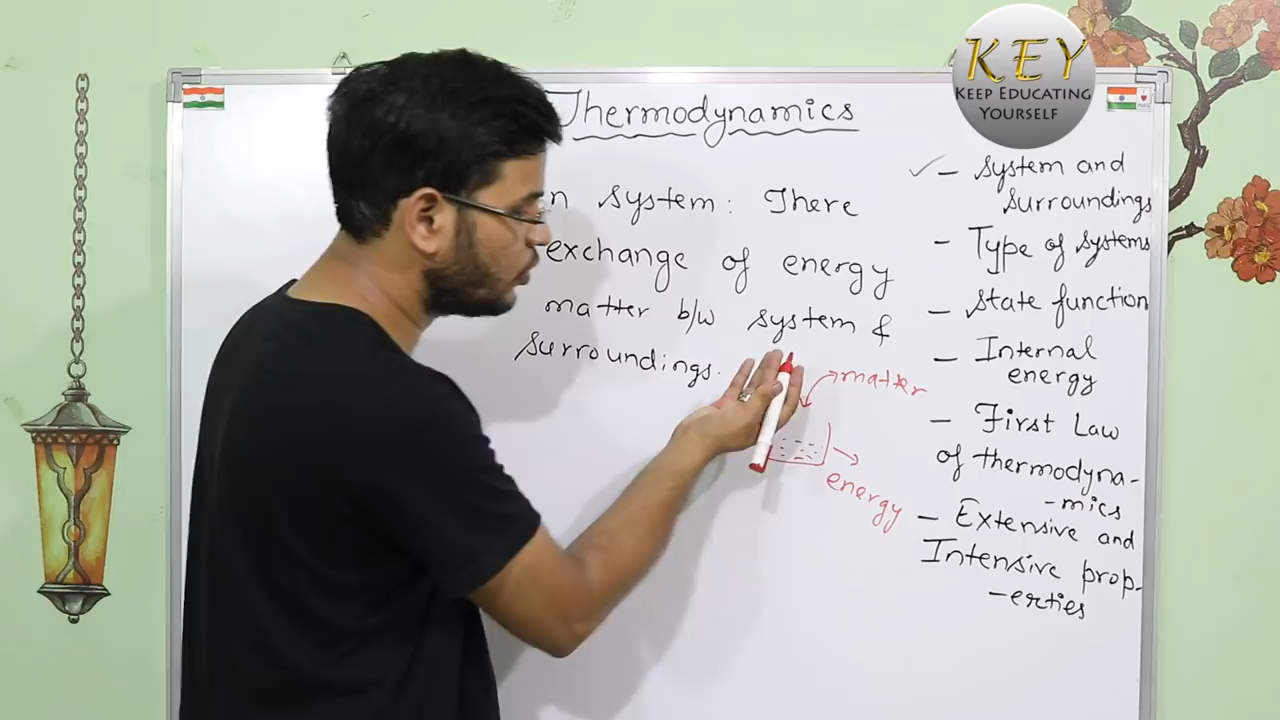 KEY
KEEP EDUCATING
YOURSELF
Thermodynamics
n system: There
exchange of energy
matter b/w system &
surroundings.
matter
energy
✓ - System and
surroundings
- Type of systems
- State function
- Internal
energy
- First Law
of thermodyna-
-mics
- Extensive and
Intensive prop-
-erties